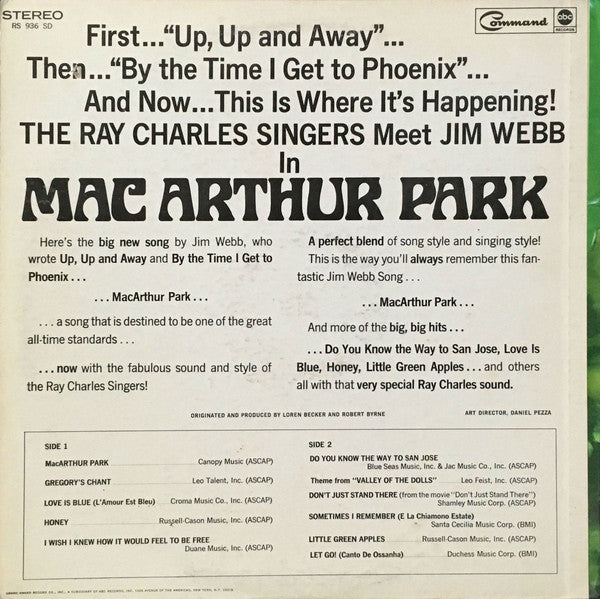 STEREO
RS 936 SD
Command
abc
RECORDS
First..."Up, Up and Away"...
Then..."By the Time I Get to Phoenix"...
And Now...This Is Where It's Happening!
THE RAY CHARLES SINGERS Meet JIM WEBB
In
MAC ARTHUR PARK
Here's the big new song by Jim Webb, who
wrote Up, Up and Away and By the Time I Get to
Phoenix . . .
. . . MacArthur Park . . .
. . . a song that is destined to be one of the great
all-time standards . . .
. . . now with the fabulous sound and style of
the Ray Charles Singers!
A perfect blend of song style and singing style!
This is the way you'll always remember this fan-
tastic Jim Webb Song . . .
. . . MacArthur Park . . .
And more of the big, big hits . . .
. . . Do You Know the Way to San Jose, Love Is
Blue, Honey, Little Green Apples . . . and others
all with that very special Ray Charles sound.
ORIGINATED AND PRODUCED BY LOREN BECKER AND ROBERT BYRNE
ART DIRECTOR, DANIEL PEZZA
SIDE 1
MacARTHUR PARK Canopy Music (ASCAP)
GREGORY'S CHANT Leo Talent, Inc. (ASCAP)
LOVE IS BLUE (L'Amour Est Bleu) Croma Music Co., Inc. (ASCAP)
HONEY Russell-Cason Music, Inc. (ASCAP)
I WISH I KNEW HOW IT WOULD FEEL TO BE FREE
Duane Music, Inc. (ASCAP)
SIDE 2
DO YOU KNOW THE WAY TO SAN JOSE
Blue Seas Music, Inc. & Jac Music Co., Inc. (ASCAP)
Theme from "VALLEY OF THE DOLLS" Leo Feist, Inc. (ASCAP)
DON'T JUST STAND THERE (from the movie "Don't Just Stand There")
Shamley Music Corp. (ASCAP)
SOMETIMES I REMEMBER (E La Chiamono Estate)
Santa Cecilia Music Corp. (BMI)
LITTLE GREEN APPLES Russell-Cason Music, Inc. (ASCAP)
LET GO! (Canto De Ossanha) Duchess Music Corp. (BMI)